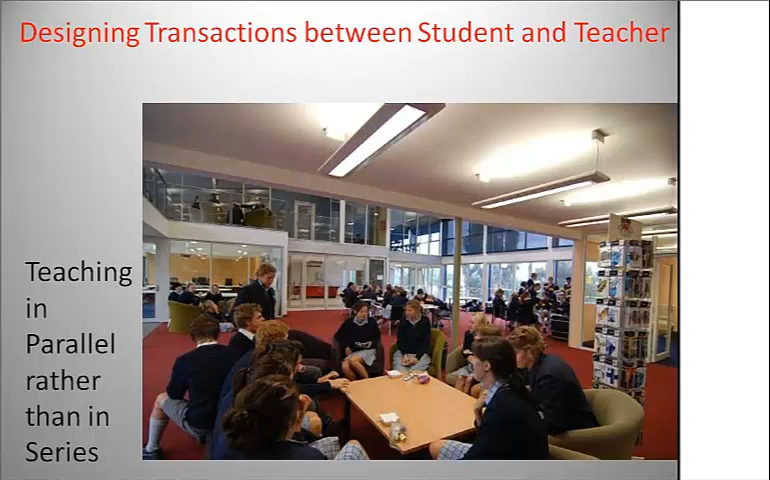 Designing Transactions between Student and Teacher
Teaching
in
Parallel
rather
than in
Series